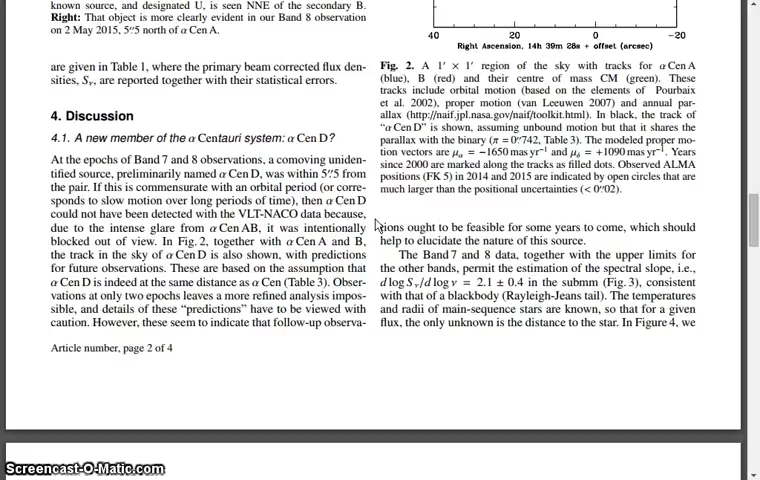 known source, and designated U, is seen NNE of the secondary B.
Right: That object is more clearly evident in our Band 8 observation
on 2 May 2015, 5″.5 north of α Cen A.
are given in Table 1, where the primary beam corrected flux den-
sities, Sν, are reported together with their statistical errors.
4. Discussion
4.1. A new member of the α Centauri system: α Cen D?
At the epochs of Band 7 and 8 observations, a comoving uniden-
tified source, preliminarily named α Cen D, was within 5″.5 from
the pair. If this is commensurate with an orbital period (or corre-
sponds to slow motion over long periods of time), then α Cen D
could not have been detected with the VLT-NACO data because,
due to the intense glare from α Cen AB, it was intentionally
blocked out of view. In Fig. 2, together with α Cen A and B,
the track in the sky of α Cen D is also shown, with predictions
for future observations. These are based on the assumption that
α Cen D is indeed at the same distance as α Cen (Table 3). Obser-
vations at only two epochs leaves a more refined analysis impos-
sible, and details of these “predictions” have to be viewed with
caution. However, these seem to indicate that follow-up observa-
Article number, page 2 of 4
40 20 0 −20
Right Ascension, 14h 39m 28s + offset (arcsec)
Fig. 2. A 1′ × 1′ region of the sky with tracks for α Cen A
(blue), B (red) and their centre of mass CM (green). These
tracks include orbital motion (based on the elements of Pourbaix
et al. 2002), proper motion (van Leeuwen 2007) and annual par-
allax (http://naif.jpl.nasa.gov/naif/toolkit.html). In black, the track of
“α Cen D” is shown, assuming unbound motion but that it shares the
parallax with the binary (π = 0″.742, Table 3). The modeled proper mo-
tion vectors are μα = −1650 mas yr−1 and μδ = +1090 mas yr−1. Years
since 2000 are marked along the tracks as filled dots. Observed ALMA
positions (FK 5) in 2014 and 2015 are indicated by open circles that are
much larger than the positional uncertainties (< 0″.02).
tions ought to be feasible for some years to come, which should
help to elucidate the nature of this source.
The Band 7 and 8 data, together with the upper limits for
the other bands, permit the estimation of the spectral slope, i.e.,
d log Sν/d log ν = 2.1 ± 0.4 in the submm (Fig. 3), consistent
with that of a blackbody (Rayleigh-Jeans tail). The temperatures
and radii of main-sequence stars are known, so that for a given
flux, the only unknown is the distance to the star. In Figure 4, we
Screencast-O-Matic.com